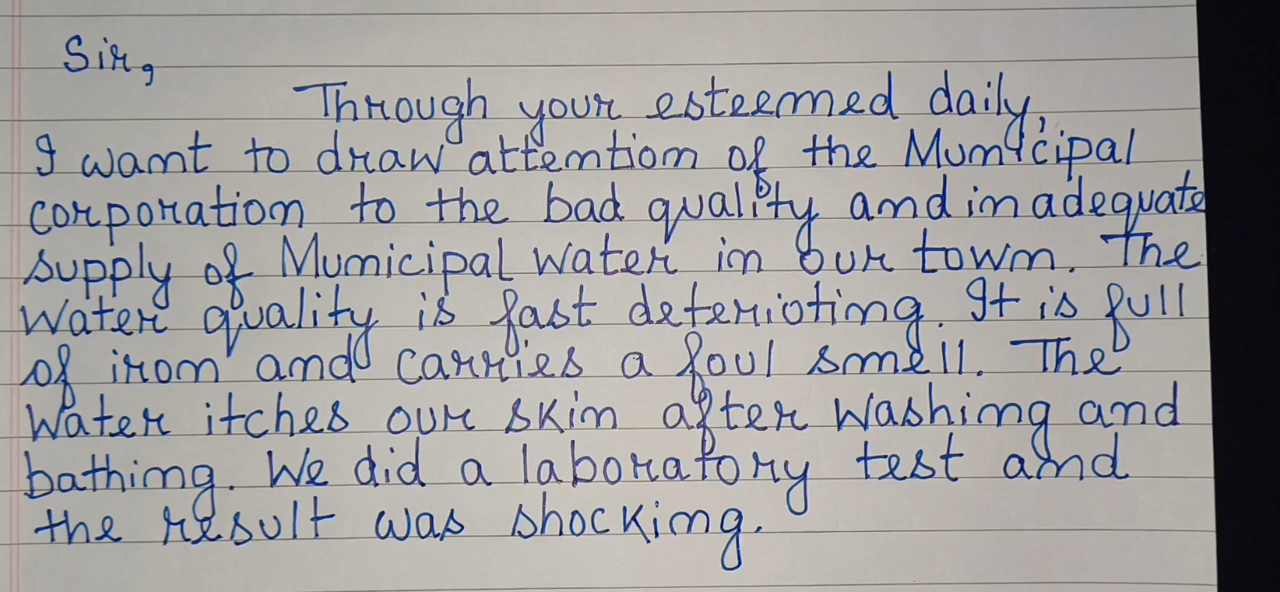 Sir,
Through your esteemed daily,
I want to draw attention of the Municipal
corporation to the bad quality and inadequate
supply of Municipal water in our town. The
water quality is fast deterioting. It is full
of iron and carries a foul smell. The
water itches our skin after washing and
bathing. We did a laboratory test and
the result was shocking.